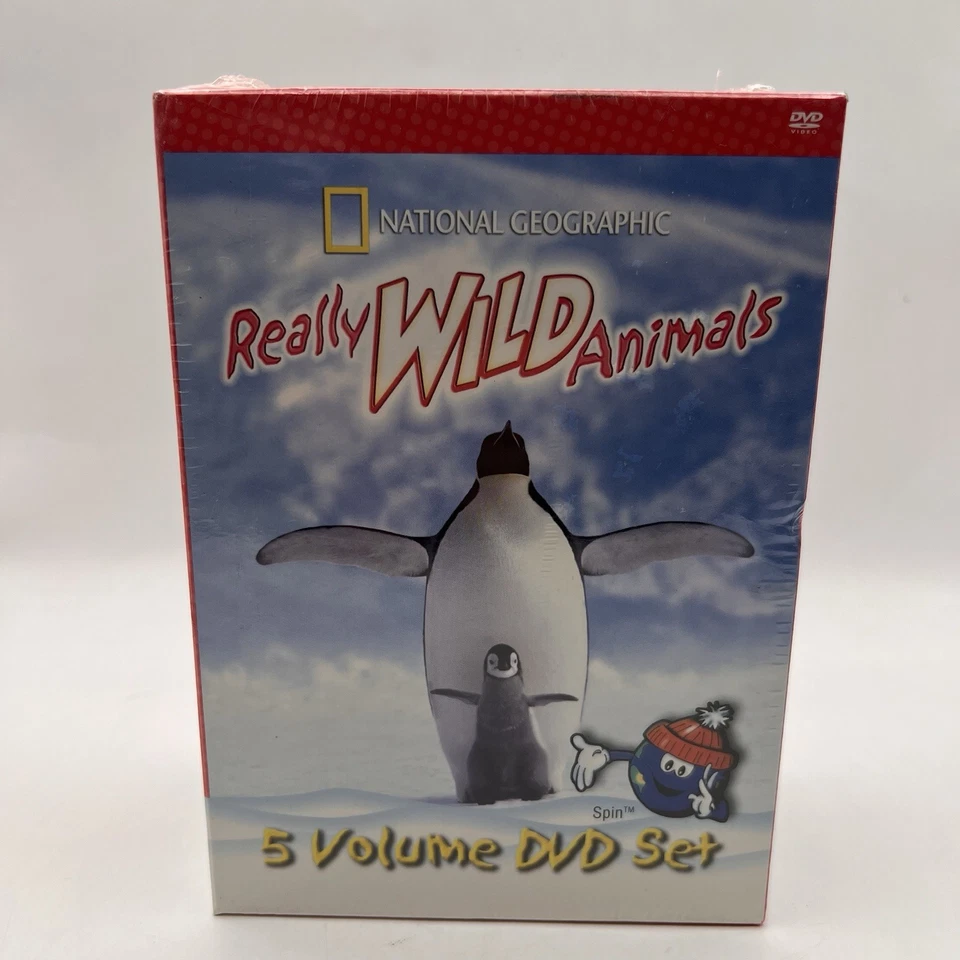 DVD
VIDEO
NATIONAL GEOGRAPHIC
Really WILD Animals
Spin™
5 Volume DVD Set